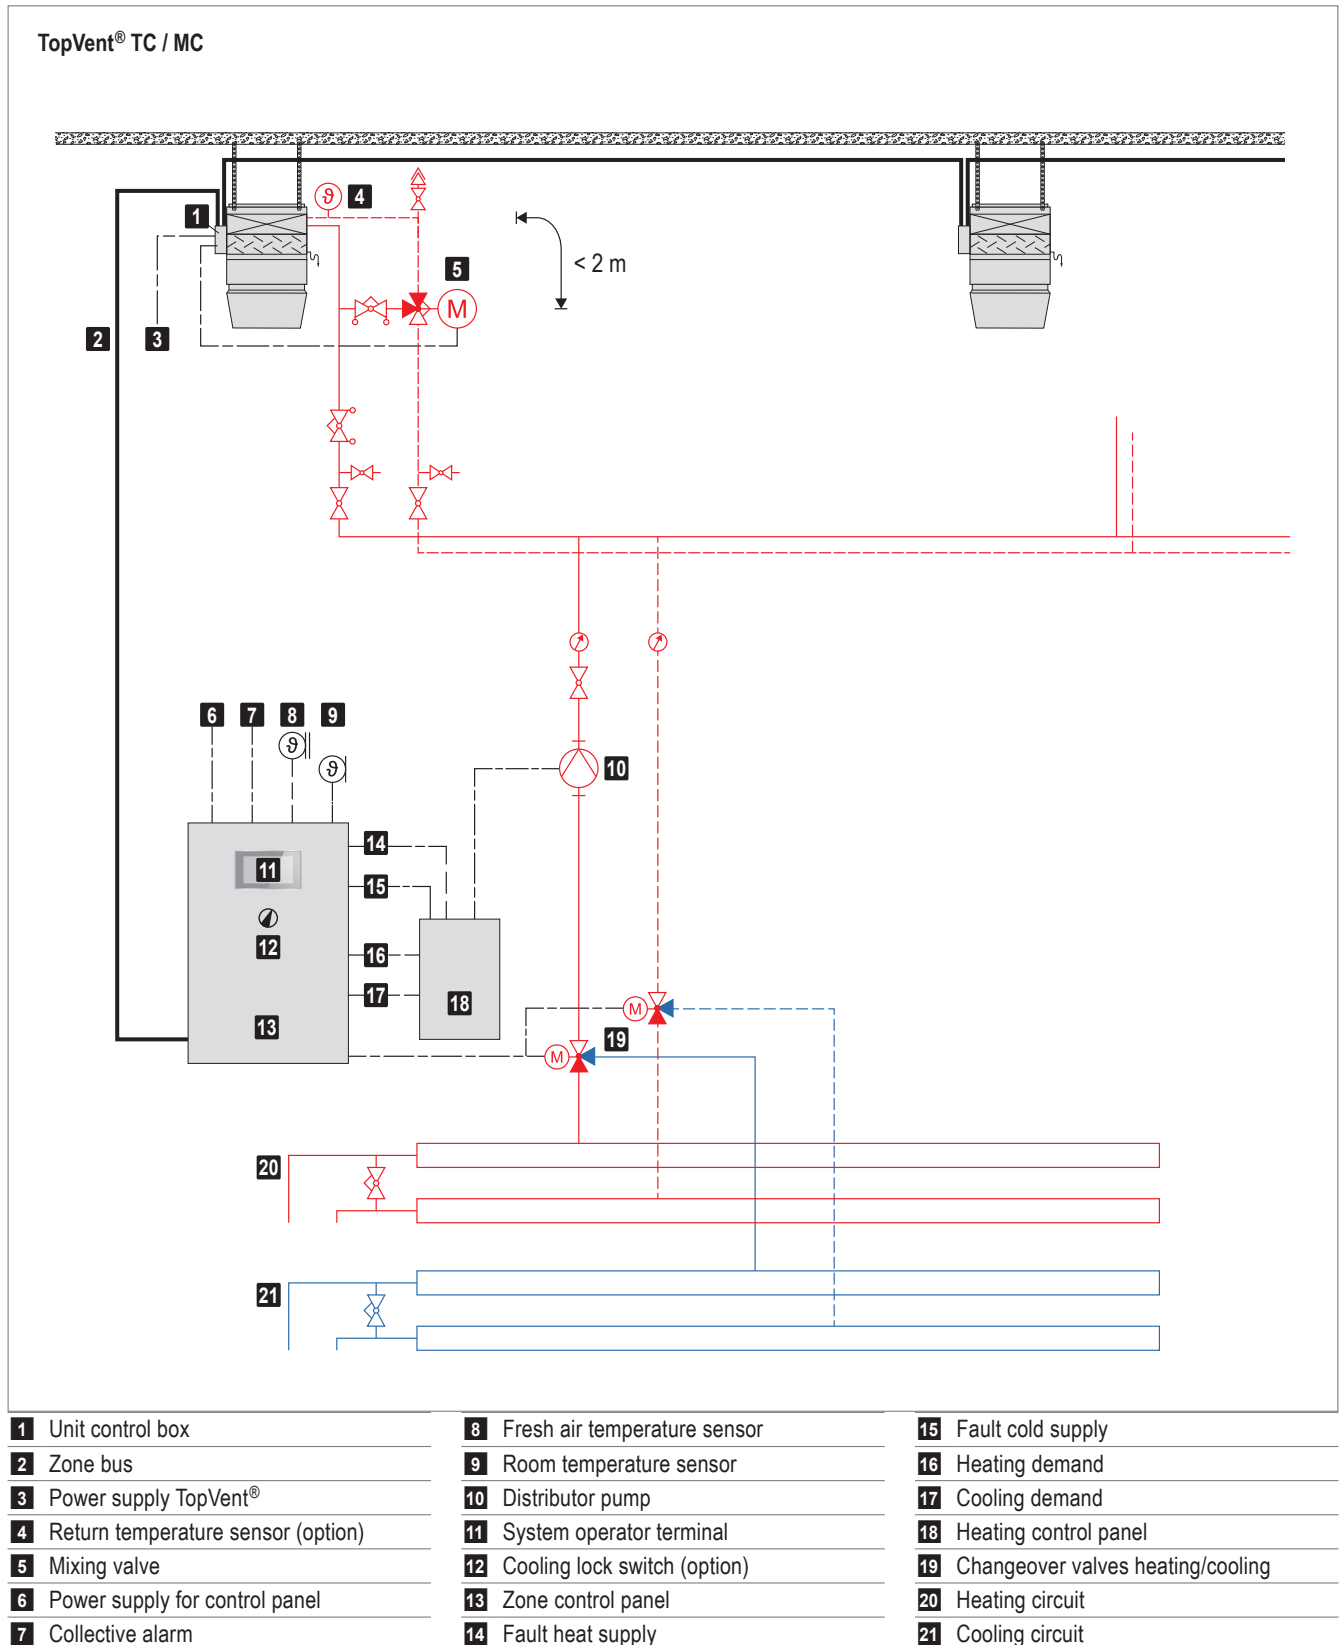 TopVent® TC / MC
ϑ 4
1
5
< 2 m
M
2 3
6 7 8 9
ϑ
ϑ
10
14
11
15
12
16
17
18
13
M
19
M
20
21
1 Unit control box
2 Zone bus
3 Power supply TopVent®
4 Return temperature sensor (option)
5 Mixing valve
6 Power supply for control panel
7 Collective alarm
8 Fresh air temperature sensor
9 Room temperature sensor
10 Distributor pump
11 System operator terminal
12 Cooling lock switch (option)
13 Zone control panel
14 Fault heat supply
15 Fault cold supply
16 Heating demand
17 Cooling demand
18 Heating control panel
19 Changeover valves heating/cooling
20 Heating circuit
21 Cooling circuit